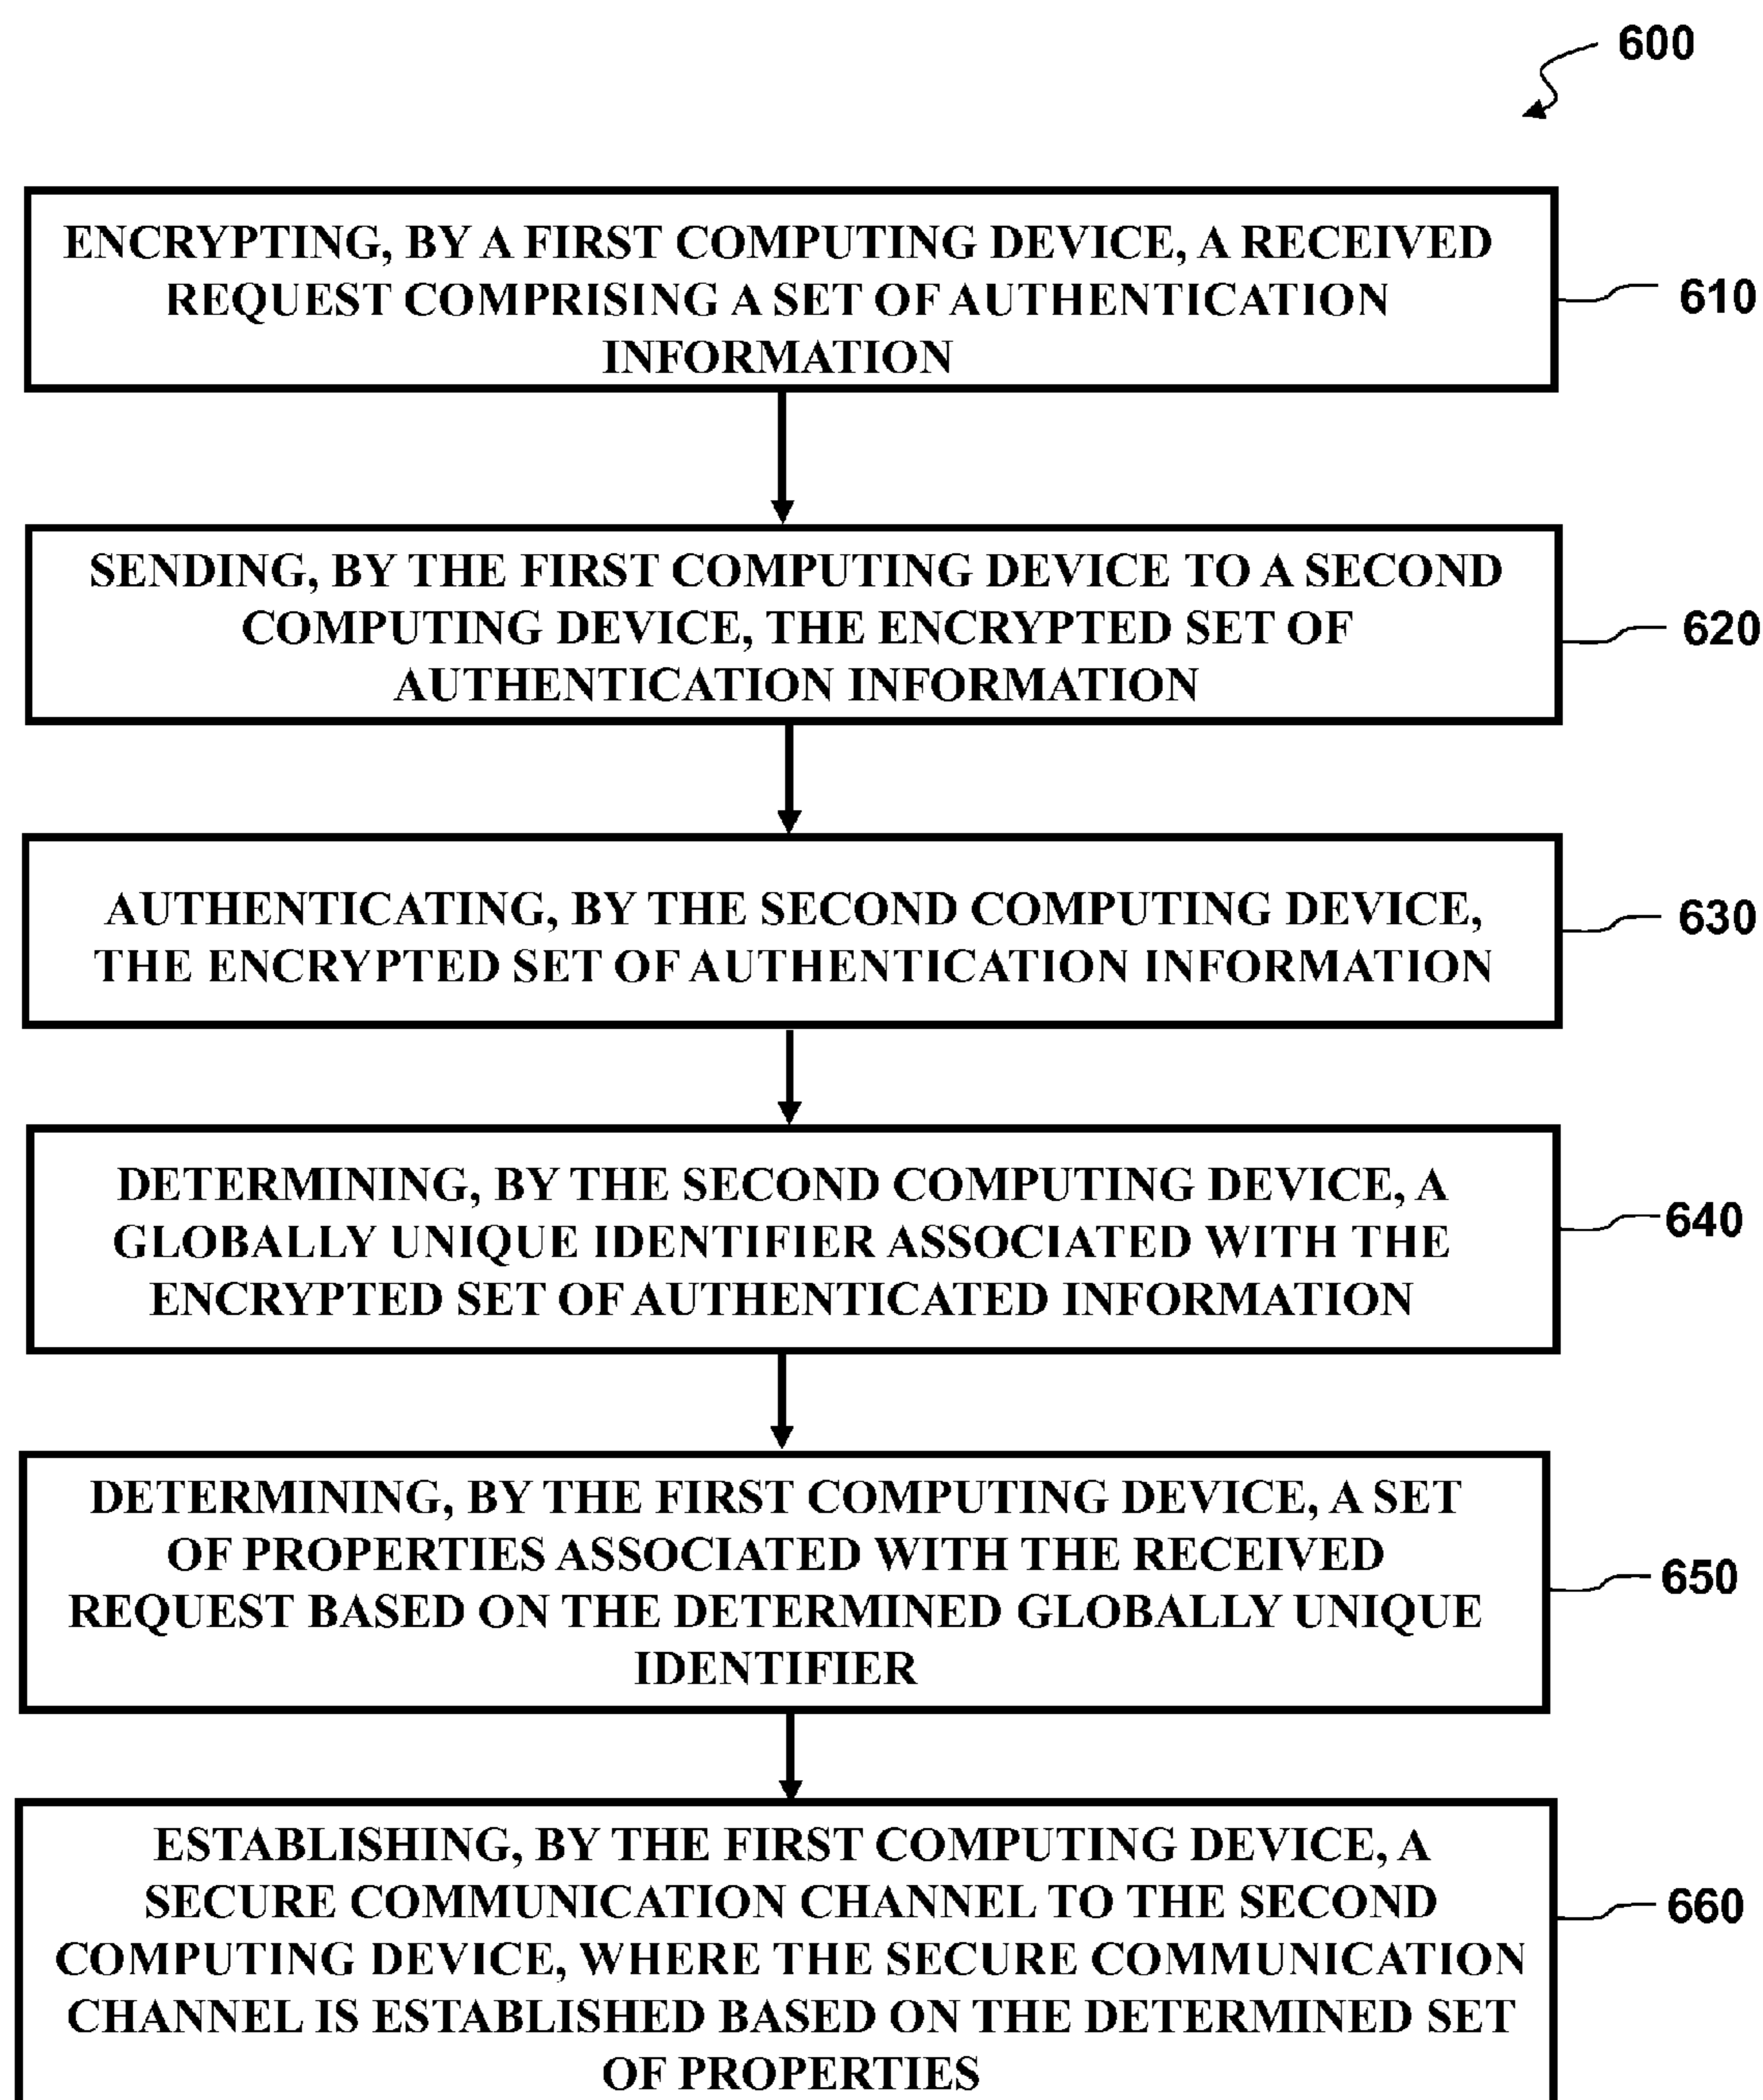 600
ENCRYPTING, BY A FIRST COMPUTING DEVICE, A RECEIVED
REQUEST COMPRISING A SET OF AUTHENTICATION
INFORMATION
610
SENDING, BY THE FIRST COMPUTING DEVICE TO A SECOND
COMPUTING DEVICE, THE ENCRYPTED SET OF
AUTHENTICATION INFORMATION
620
AUTHENTICATING, BY THE SECOND COMPUTING DEVICE,
THE ENCRYPTED SET OF AUTHENTICATION INFORMATION
630
DETERMINING, BY THE SECOND COMPUTING DEVICE, A
GLOBALLY UNIQUE IDENTIFIER ASSOCIATED WITH THE
ENCRYPTED SET OF AUTHENTICATED INFORMATION
640
DETERMINING, BY THE FIRST COMPUTING DEVICE, A SET
OF PROPERTIES ASSOCIATED WITH THE RECEIVED
REQUEST BASED ON THE DETERMINED GLOBALLY UNIQUE
IDENTIFIER
650
ESTABLISHING, BY THE FIRST COMPUTING DEVICE, A
SECURE COMMUNICATION CHANNEL TO THE SECOND
COMPUTING DEVICE, WHERE THE SECURE COMMUNICATION
CHANNEL IS ESTABLISHED BASED ON THE DETERMINED SET
OF PROPERTIES
660